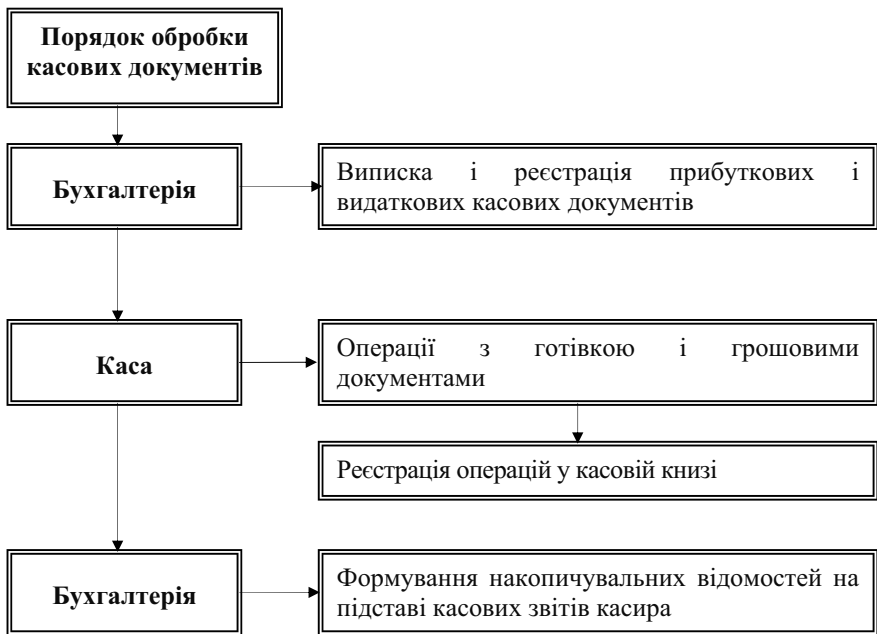 Порядок обробки
касових документів
Бухгалтерія
Виписка і реєстрація прибуткових і
видаткових касових документів
Каса
Операції з готівкою і грошовими
документами
Реєстрація операцій у касовій книзі
Бухгалтерія
Формування накопичувальних відомостей на
підставі касових звітів касира